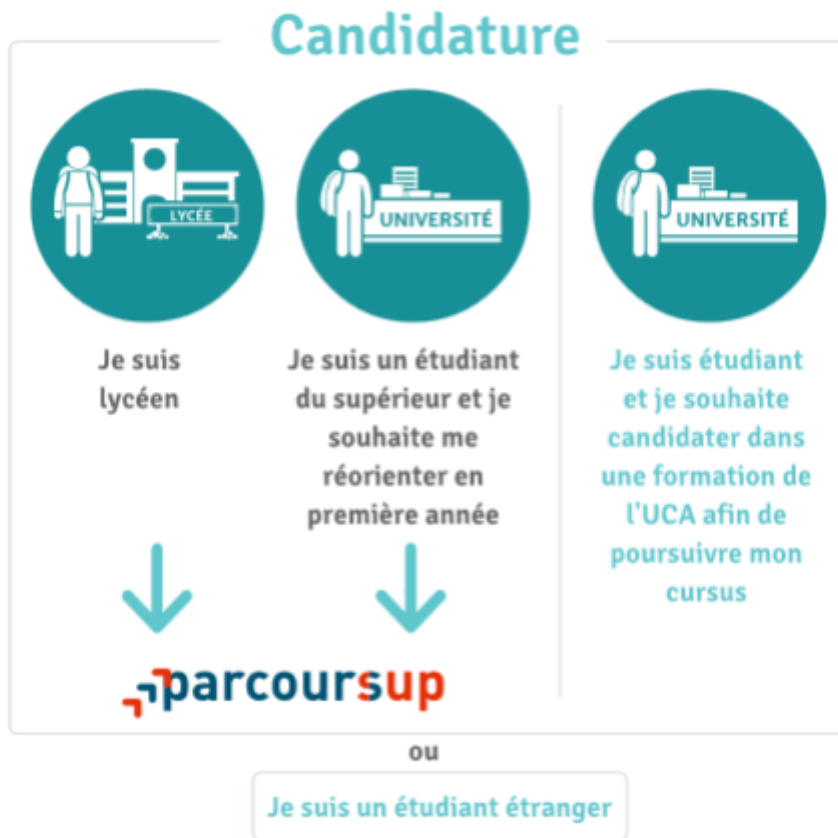 Candidature
LYCÉE
UNIVERSITÉ
UNIVERSITÉ
Je suis
lycéen
Je suis un étudiant
du supérieur et je
souhaite me
réorienter en
première année
Je suis étudiant
et je souhaite
candidater dans
une formation de
l'UCA afin de
poursuivre mon
cursus
parcoursup
ou
Je suis un étudiant étranger